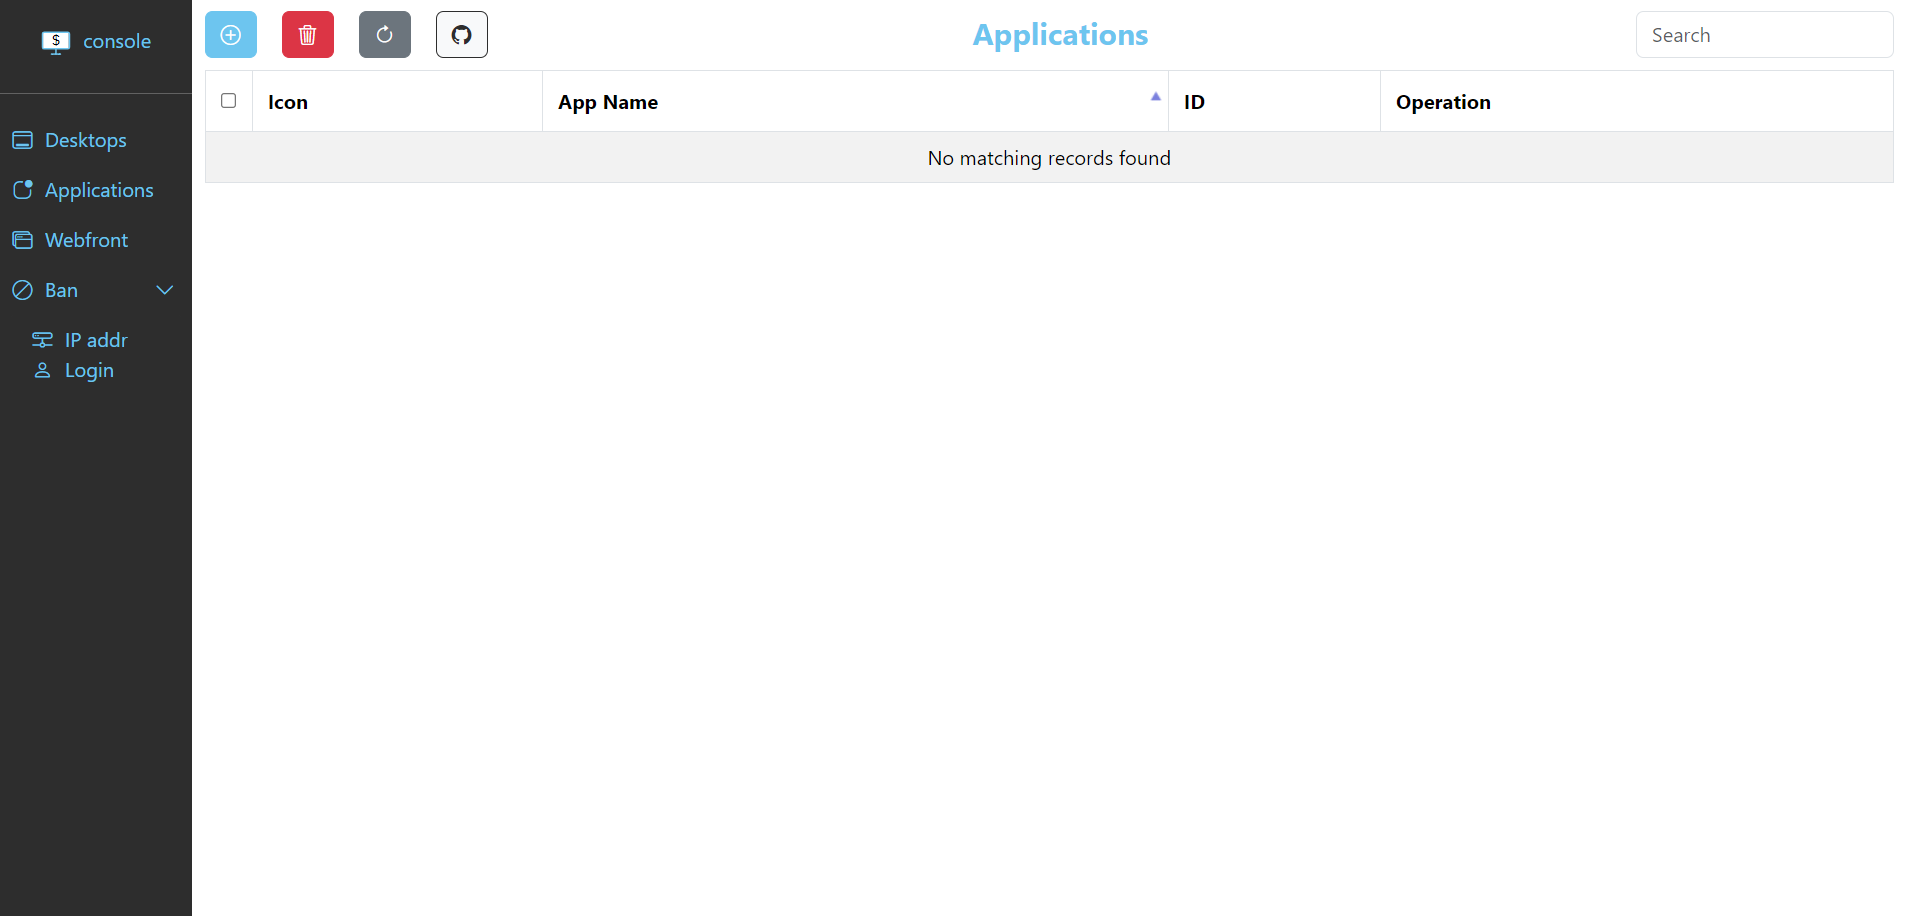 $ console
Applications
Search
Icon App Name ID Operation
No matching records found
Desktops
Applications
Webfront
Ban
IP addr
Login